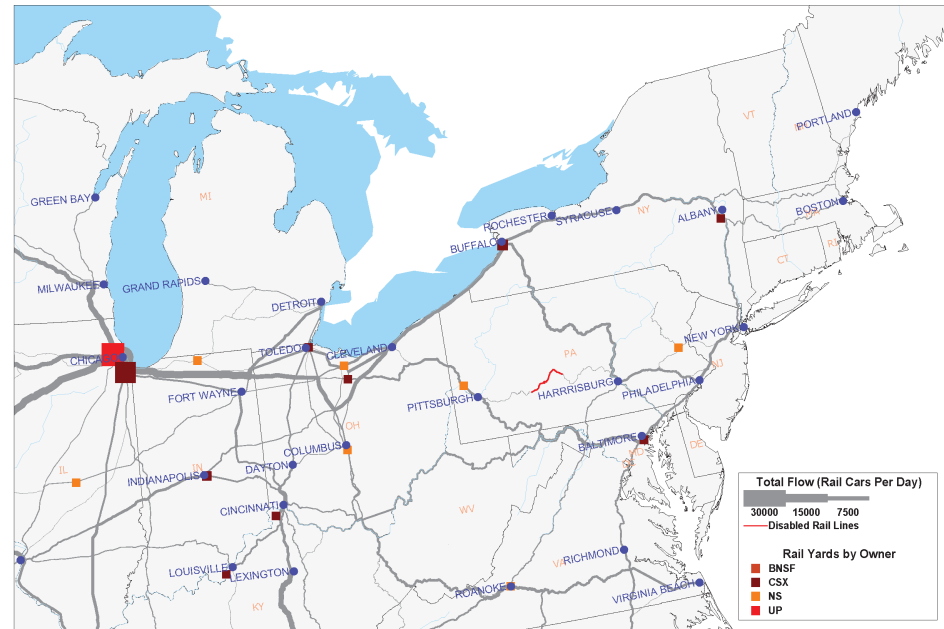 VT
PORTLAND
GREEN BAY
MI
BOSTON
ROCHESTER
SYRACUSE
NY
ALBANY
BUFFALO
RI
CT
MILWAUKEE
GRAND RAPIDS
DETROIT
NEW YORK
CHICAGO
TOLEDO
CLEVELAND
PA
NJ
FORT WAYNE
HARRRISBURG
PHILADELPHIA
PITTSBURGH
OH
COLUMBUS
BALTIMORE
DE
MD
IL
IN
DAYTON
INDIANAPOLIS
CINCINNATI
WV
LOUISVILLE
LEXINGTON
VA
RICHMOND
ROANOKE
VIRGINIA BEACH
KY
Total Flow (Rail Cars Per Day)
30000 15000 7500
Disabled Rail Lines
Rail Yards by Owner
BNSF
CSX
NS
UP